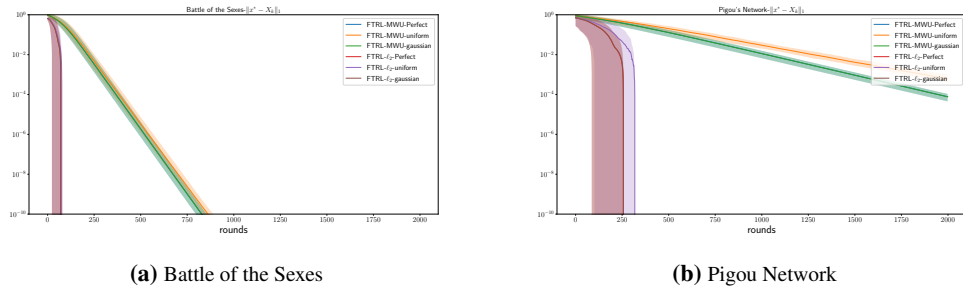 Battle of the Sexes-∥x* − X_k∥₁
10⁰
10⁻²
10⁻⁴
10⁻⁶
10⁻⁸
10⁻¹⁰
FTRL-MWU-Perfect
FTRL-MWU-uniform
FTRL-MWU-gaussian
FTRL-ℓ₂-Perfect
FTRL-ℓ₂-uniform
FTRL-ℓ₂-gaussian
0 250 500 750 1000 1250 1500 1750 2000
rounds
(a) Battle of the Sexes
Pigou's Network-∥x* − X_k∥₁
10⁰
10⁻²
10⁻⁴
10⁻⁶
10⁻⁸
10⁻¹⁰
FTRL-MWU-Perfect
FTRL-MWU-uniform
FTRL-MWU-gaussian
FTRL-ℓ₂-Perfect
FTRL-ℓ₂-uniform
FTRL-ℓ₂-gaussian
0 250 500 750 1000 1250 1500 1750 2000
rounds
(b) Pigou Network